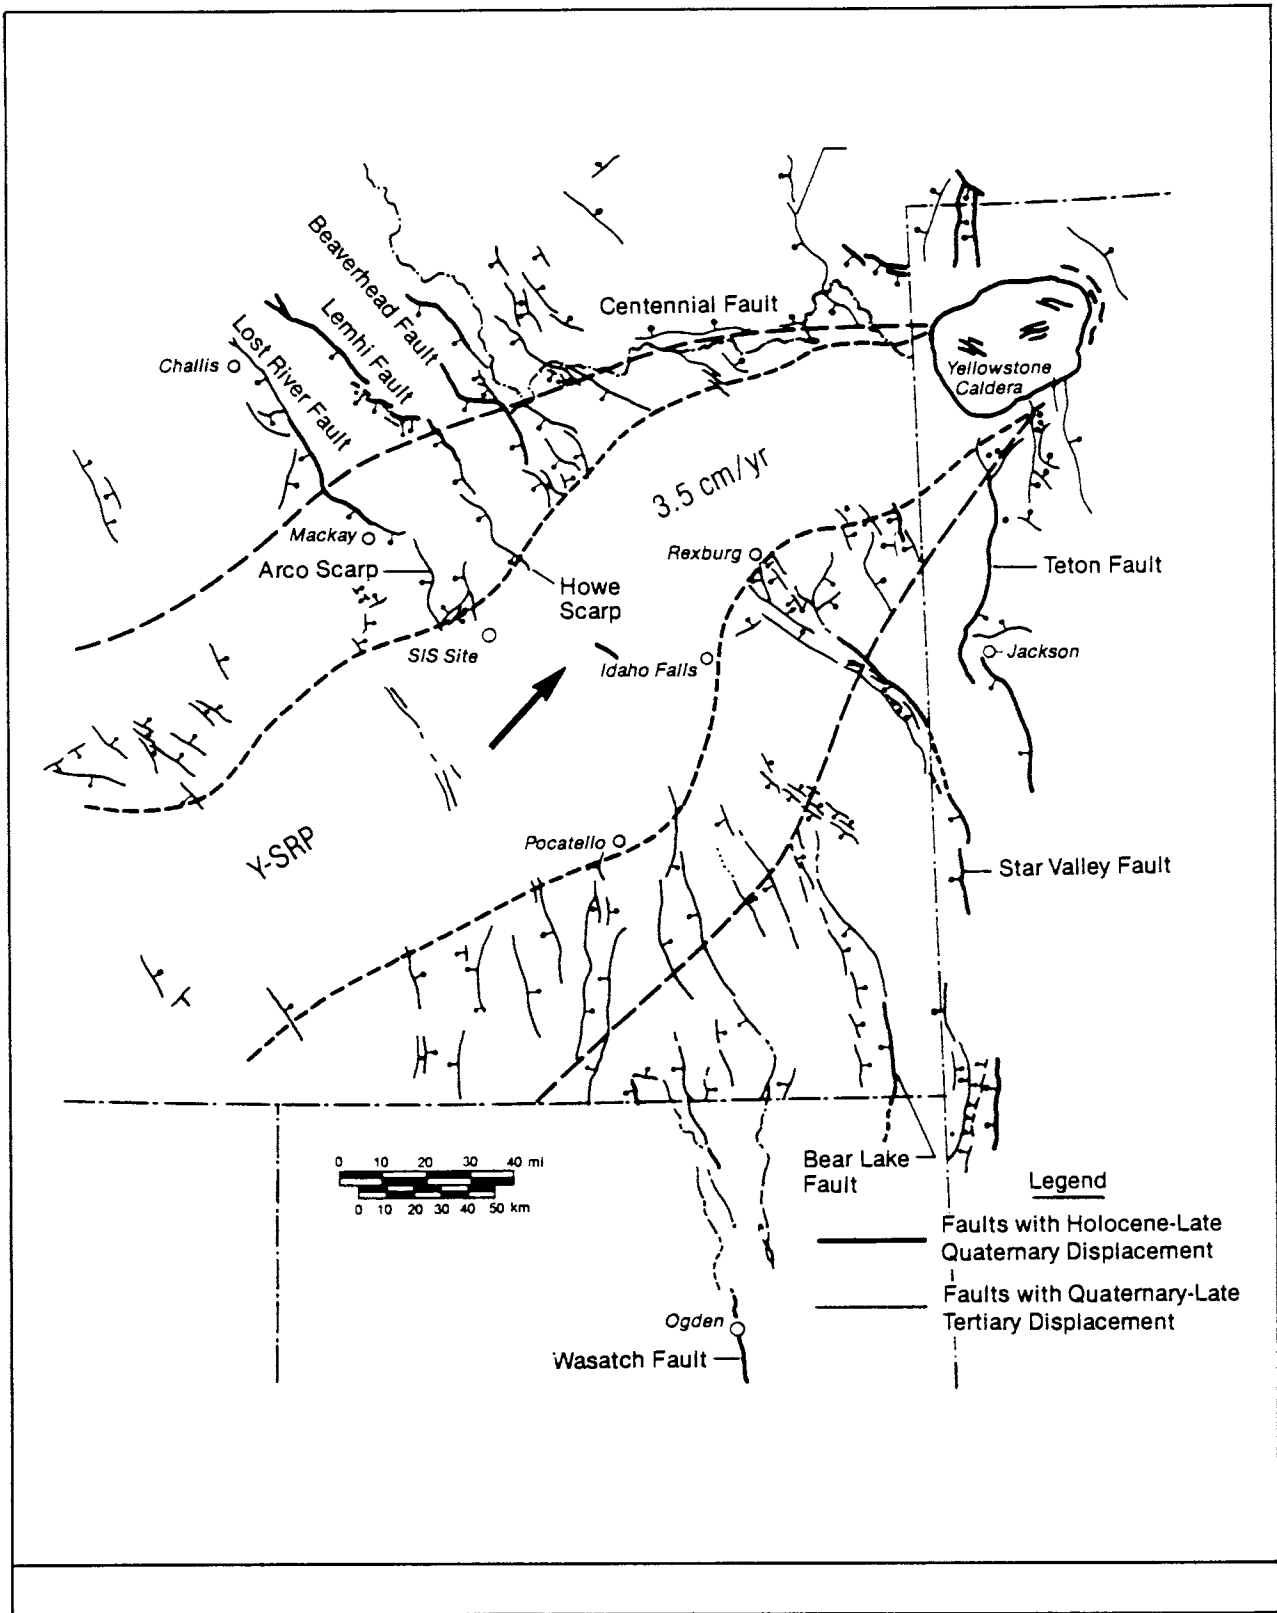 Beaverhead Fault
Lemhi Fault
Lost River Fault
Centennial Fault
Challis
Yellowstone
Caldera
3.5 cm/yr
Mackay
Rexburg
Arco Scarp
Teton Fault
Howe
Scarp
SIS Site
Idaho Falls
Jackson
Y-SRP
Pocatello
Star Valley Fault
0 10 20 30 40 mi
0 10 20 30 40 50 km
Bear Lake
Fault
Legend
Faults with Holocene-Late
Quaternary Displacement
Faults with Quaternary-Late
Tertiary Displacement
Ogden
Wasatch Fault